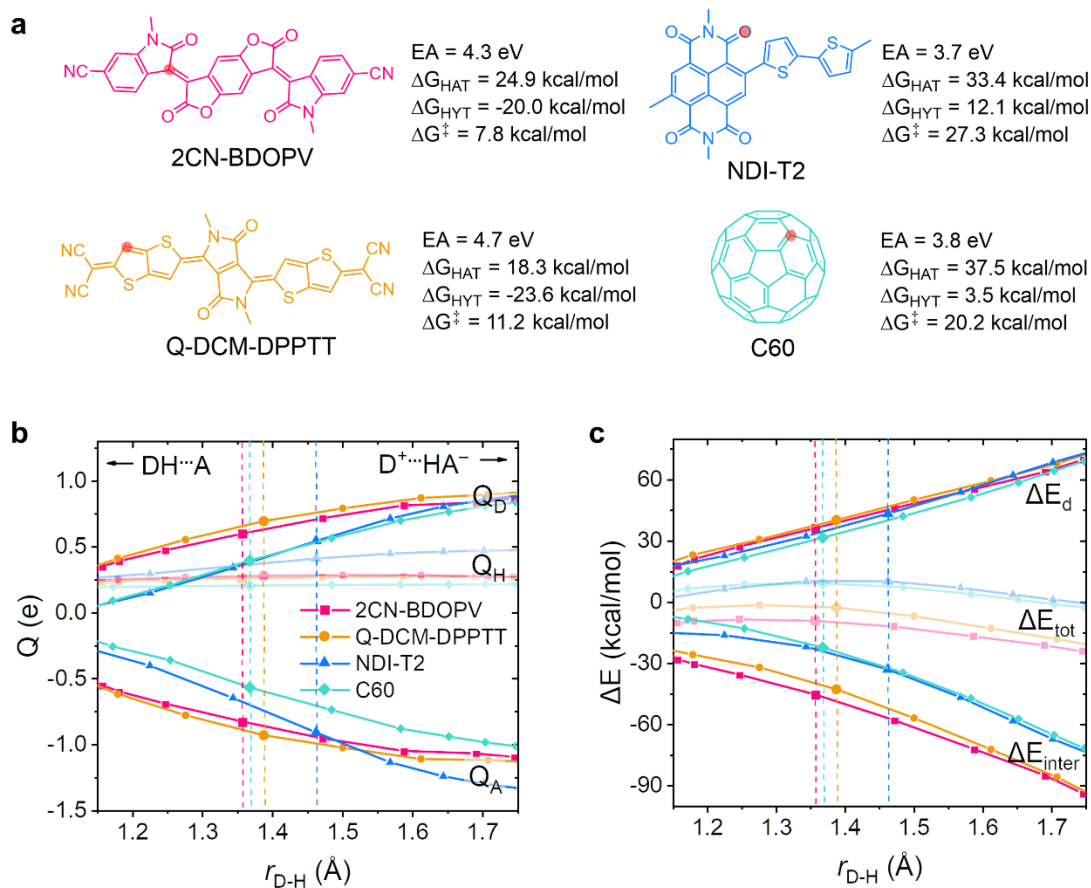 a
N
O
O
O
CN
NC
O
O
O
N
2CN-BDOPV
EA = 4.3 eV
ΔG_HAT = 24.9 kcal/mol
ΔG_HYT = -20.0 kcal/mol
ΔG‡ = 7.8 kcal/mol
O
N
O
S
S
O
N
O
NDI-T2
EA = 3.7 eV
ΔG_HAT = 33.4 kcal/mol
ΔG_HYT = 12.1 kcal/mol
ΔG‡ = 27.3 kcal/mol
NC
NC
S
S
N
O
O
N
S
S
CN
CN
Q-DCM-DPPTT
EA = 4.7 eV
ΔG_HAT = 18.3 kcal/mol
ΔG_HYT = -23.6 kcal/mol
ΔG‡ = 11.2 kcal/mol
C60
EA = 3.8 eV
ΔG_HAT = 37.5 kcal/mol
ΔG_HYT = 3.5 kcal/mol
ΔG‡ = 20.2 kcal/mol
b
← DH···A
D⁺···HA⁻ →
Q_D
Q_H
2CN-BDOPV
Q-DCM-DPPTT
NDI-T2
C60
Q_A
Q (e)
1.0
0.5
0.0
-0.5
-1.0
-1.5
1.2 1.3 1.4 1.5 1.6 1.7
r_D-H (Å)
c
ΔE_d
ΔE_tot
ΔE_inter
ΔE (kcal/mol)
60
30
0
-30
-60
-90
1.2 1.3 1.4 1.5 1.6 1.7
r_D-H (Å)